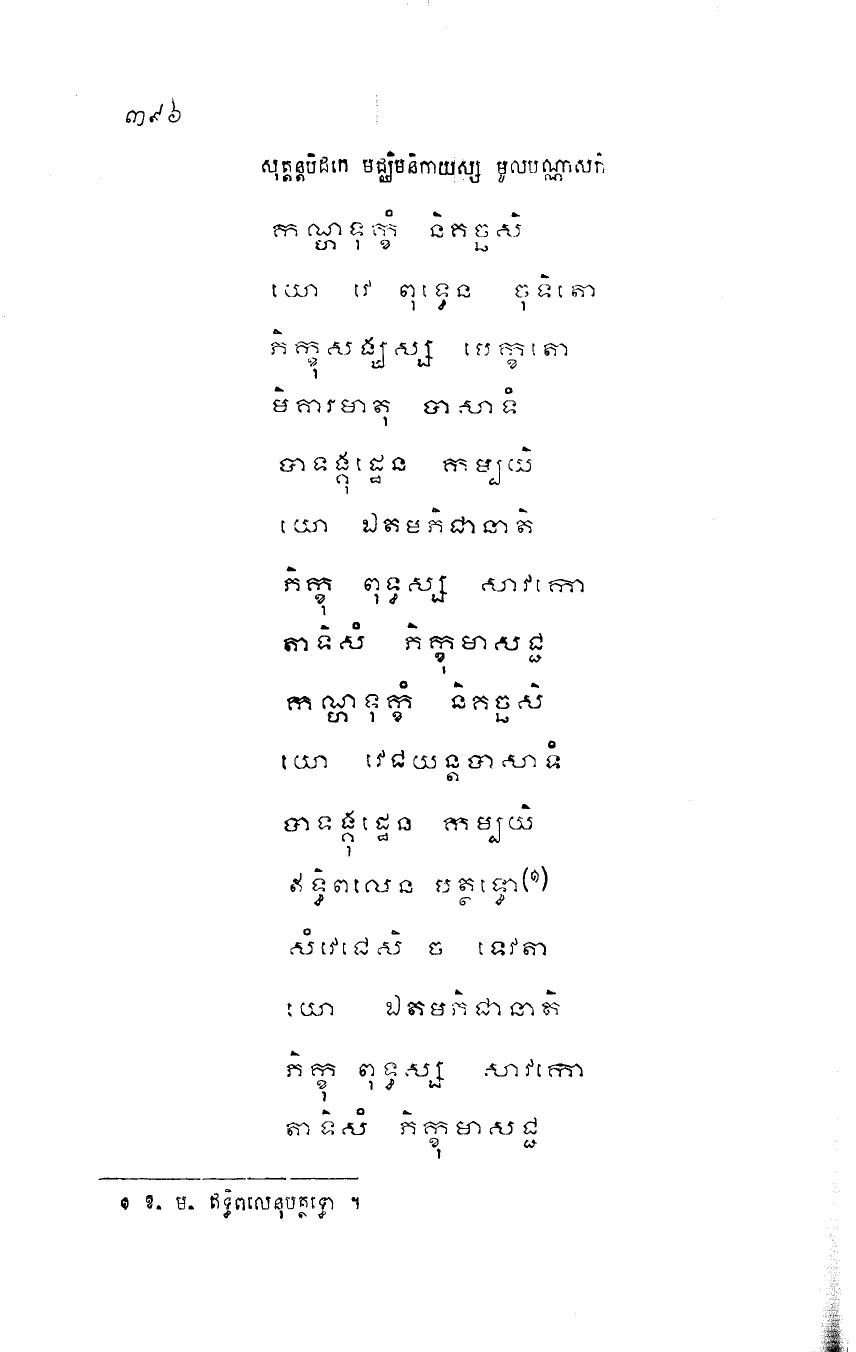 ៣៩៦
សុត្តន្តបិដកេ មជ្ឈិមនិកាយស្ស មូលបណ្ណាសកំ
កណ្ហទុក្ខំ និគច្ឆសិ
យោ វេ ពុទ្ធេន ចុទិតោ
ភិក្ខុសង្ឃស្ស បេក្ខតោ
មិគារមាតុ បាសាទំ
បាទង្គុដ្ឋេន កម្បយិ
យោ ឯតមភិជានាតិ
ភិក្ខុ ពុទ្ធស្ស សាវកោ
តាទិសំ ភិក្ខុមាសជ្ជ
កណ្ហទុក្ខំ និគច្ឆសិ
យោ វេជយន្តបាសាទំ
បាទង្គុដ្ឋេន កម្បយិ
ឥទ្ធិពលេន បត្ថទ្ធោ(១)
សំវេជេសិ ច ទេវតា
យោ ឯតមភិជានាតិ
ភិក្ខុ ពុទ្ធស្ស សាវកោ
តាទិសំ ភិក្ខុមាសជ្ជ
១ ឱ. ម. ឥទ្ធិពលេនុបត្ថទ្ធោ ។